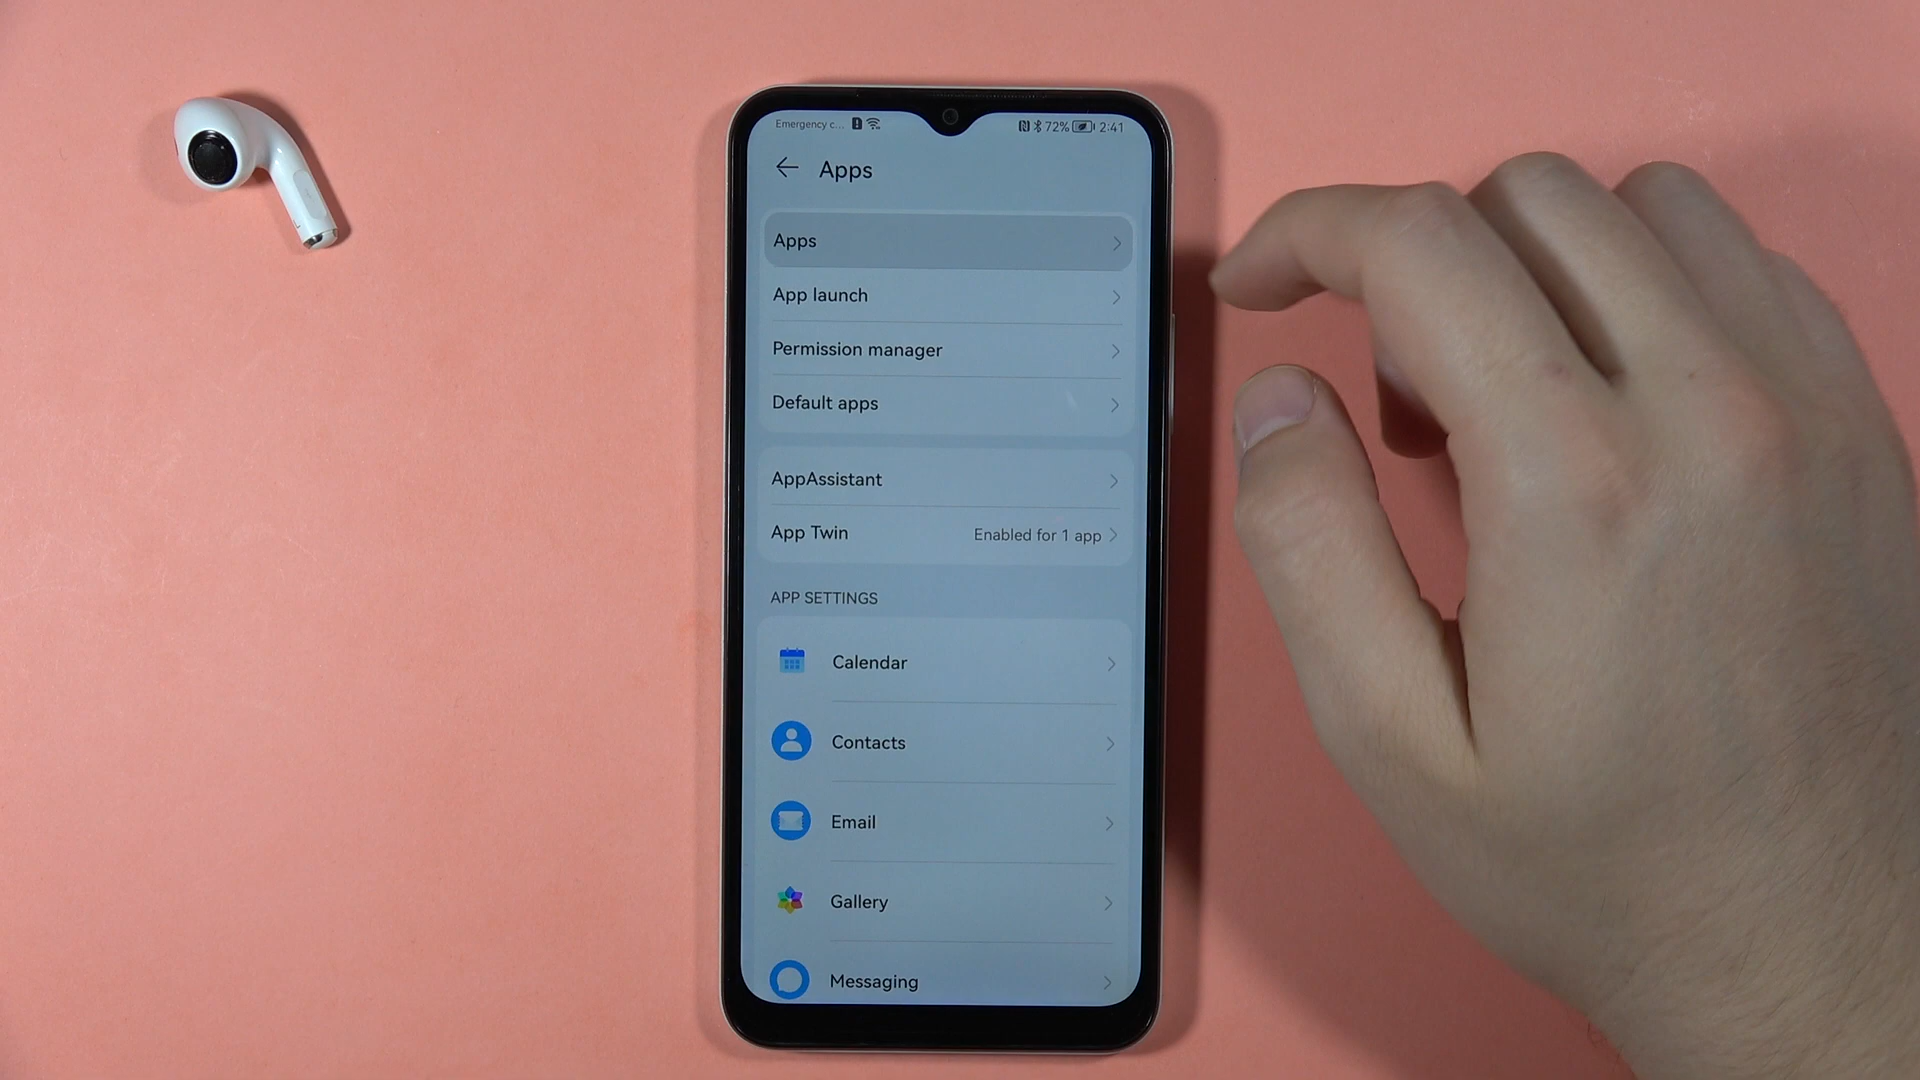 Emergency c... 72% 2:41
Apps
Apps
App launch
Permission manager
Default apps
AppAssistant
App Twin Enabled for 1 app
APP SETTINGS
Calendar
Contacts
Email
Gallery
Messaging